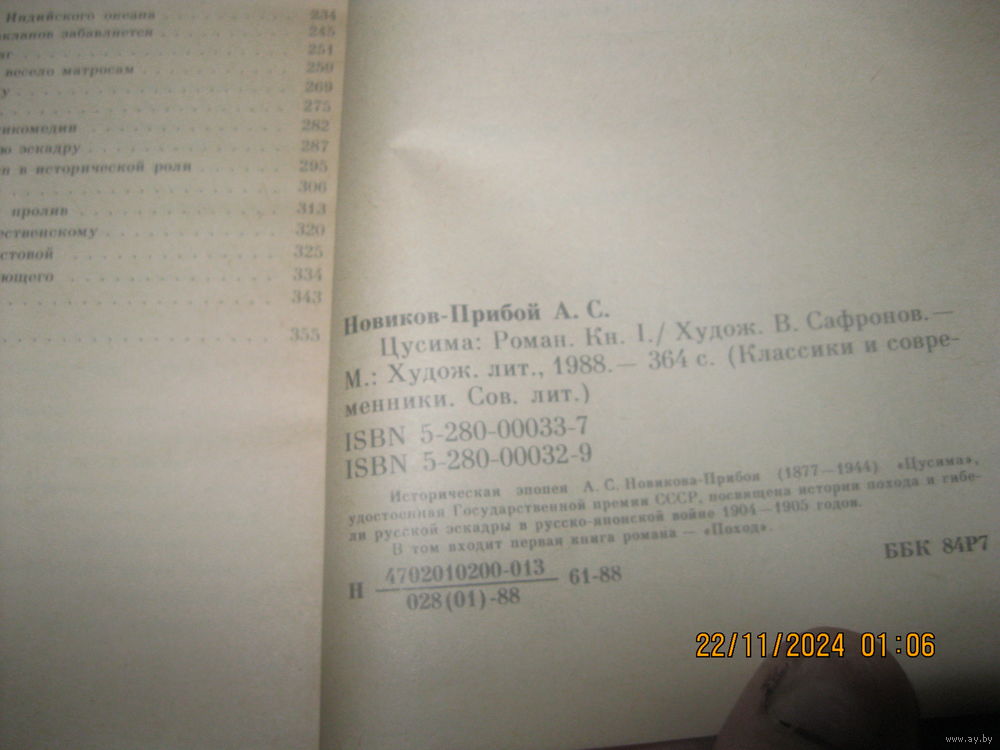 Индийского океана 234
забавляется 245
251
весело матросам 259
у 269
275
282
ю эскадру 287
в исторической роли 295
306
пролив 313
ественскому 320
стовой 325
ющего 334
343
355
Новиков-Прибой А. С.
Цусима: Роман. Кн. 1./ Худож. В. Сафронов.—
М.: Худож. лит., 1988.— 364 с. (Классики и совре-
менники. Сов. лит.)
ISBN 5-280-00033-7
ISBN 5-280-00032-9
Историческая эпопея А. С. Новикова-Прибоя (1877—1944) «Цусима»,
удостоенная Государственной премии СССР, посвящена истории похода и гибе-
ли русской эскадры в русско-японской войне 1904—1905 годов.
В том входит первая книга романа — «Поход».
Н 4702010200-013 61-88
028(01)-88
ББК 84Р7
22/11/2024 01:06
www.ay.by